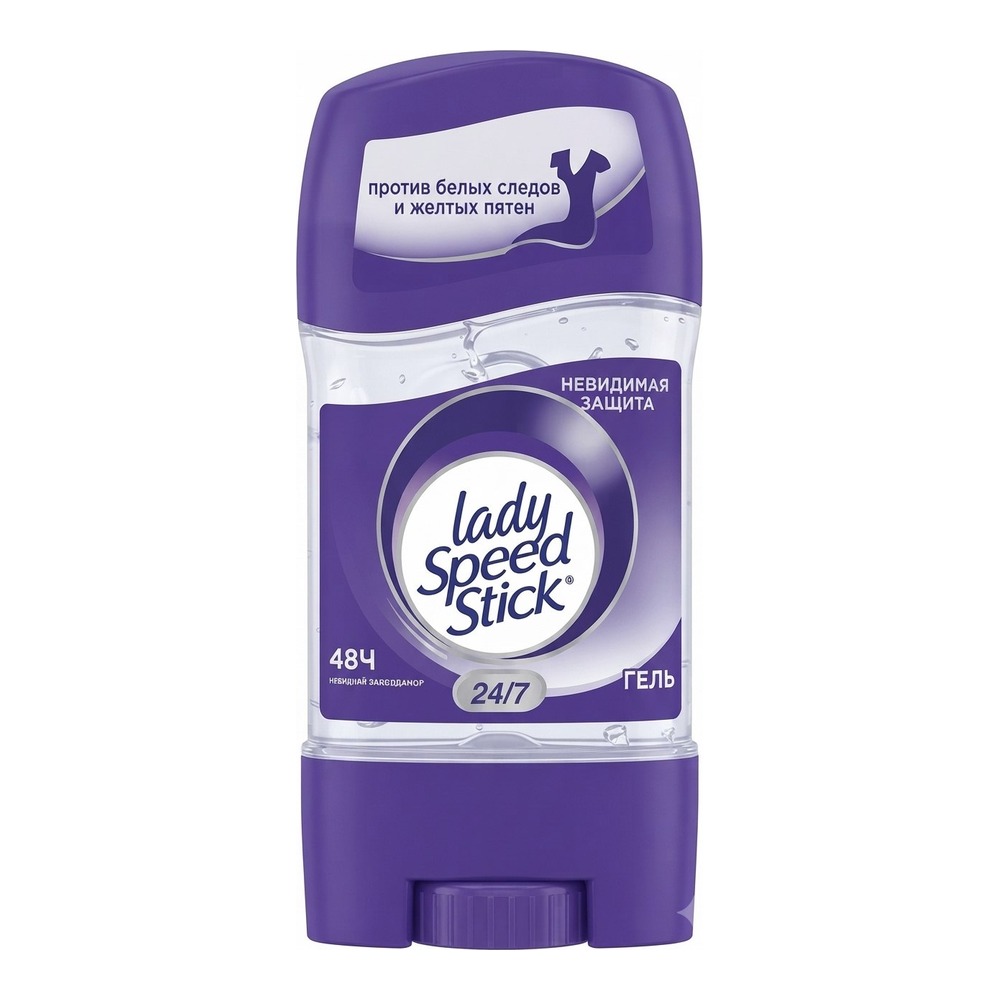 против белых следов
и желтых пятен
НЕВИДИМАЯ
ЗАЩИТА
lady
Speed
Stick®
48Ч
24/7
ГЕЛЬ